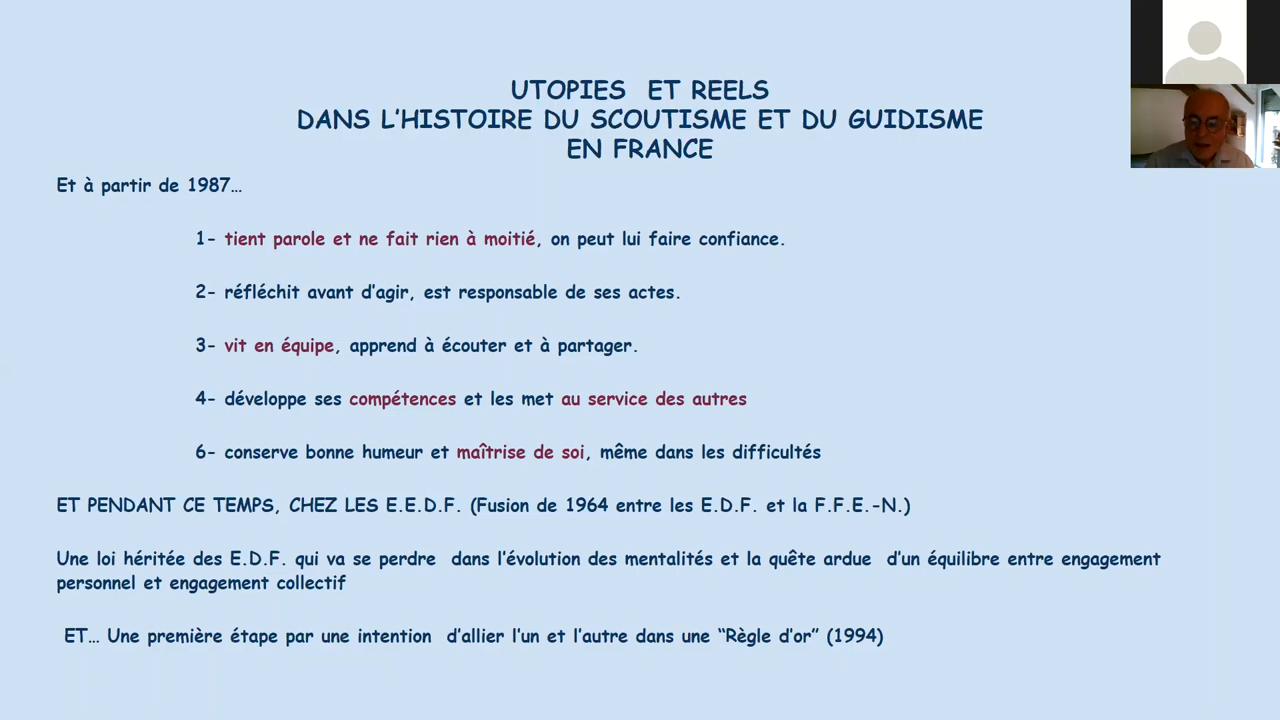 UTOPIES ET REELS
DANS L'HISTOIRE DU SCOUTISME ET DU GUIDISME
EN FRANCE
Et à partir de 1987…
1- tient parole et ne fait rien à moitié, on peut lui faire confiance.
2- réfléchit avant d'agir, est responsable de ses actes.
3- vit en équipe, apprend à écouter et à partager.
4- développe ses compétences et les met au service des autres
6- conserve bonne humeur et maîtrise de soi, même dans les difficultés
ET PENDANT CE TEMPS, CHEZ LES E.E.D.F. (Fusion de 1964 entre les E.D.F. et la F.F.E.-N.)
Une loi héritée des E.D.F. qui va se perdre dans l'évolution des mentalités et la quête ardue d'un équilibre entre engagement
personnel et engagement collectif
ET… Une première étape par une intention d'allier l'un et l'autre dans une "Règle d'or" (1994)